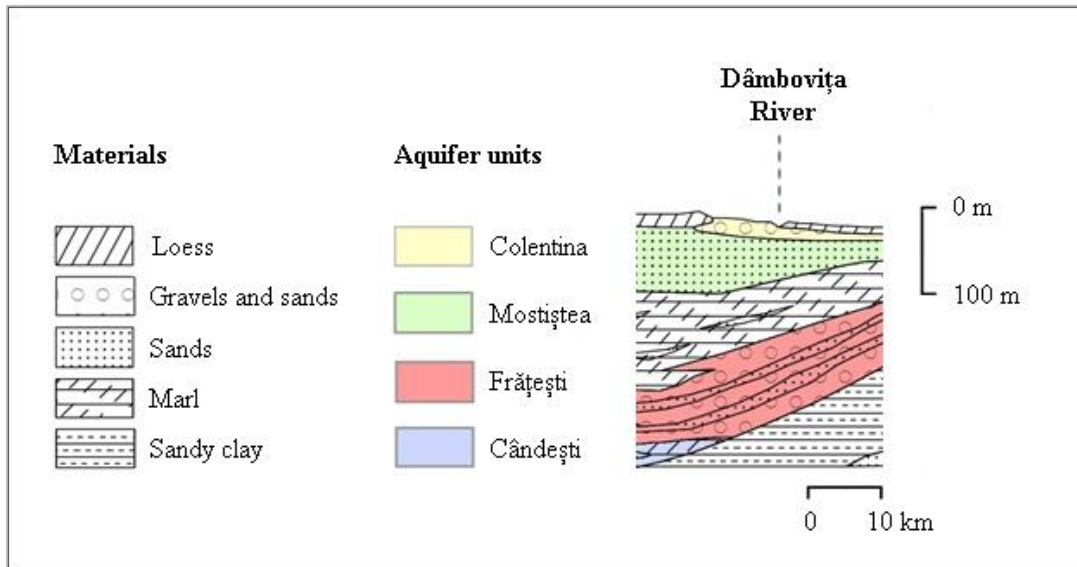 Dâmbovița
River
Materials
Aquifer units
Loess
Gravels and sands
Sands
Marl
Sandy clay
Colentina
Mostiștea
Frățești
Cândești
0 m
100 m
0 10 km